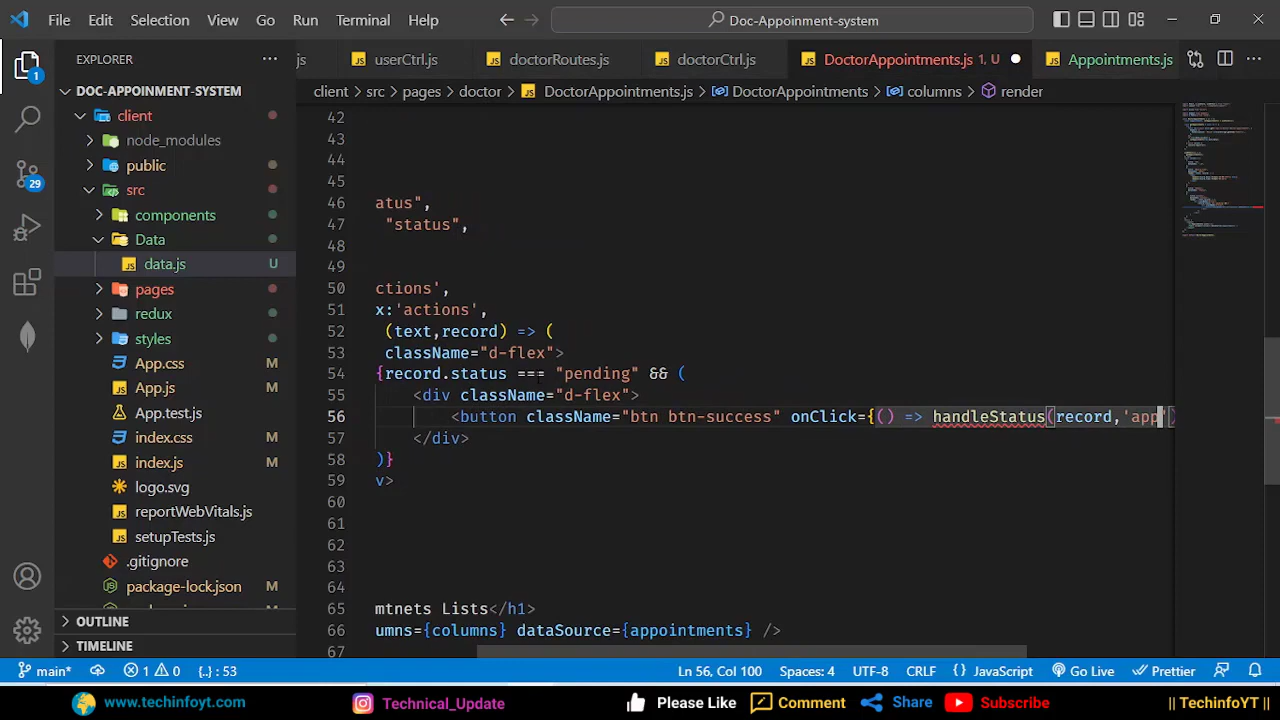 File Edit Selection View Go Run Terminal Help
Doc-Appoinment-system
EXPLORER
js userCtrl.js doctorRoutes.js doctorCtrl.js DoctorAppointments.js 1, U Appointments.js
DOC-APPOINMENT-SYSTEM
client > src > pages > doctor > DoctorAppointments.js > DoctorAppointments > columns > render
1
29
client
node_modules
public
src
components
Data
data.js U
pages
redux
styles
App.css M
App.js M
App.test.js
index.css M
index.js M
logo.svg
reportWebVitals.js
setupTests.js
.gitignore
package-lock.json M
OUTLINE
TIMELINE
42
43
44
45
46 atus",
47 "status",
48
49
50 ctions',
51 x:'actions',
52 (text,record) => (
53 className="d-flex">
54 {record.status === "pending" && (
55 <div className="d-flex">
56 <button className="btn btn-success" onClick={() => handleStatus(record,'app')
57 </div>
58 )}
59 v>
60
61
62
63
64
65 mtnets Lists</h1>
66 umns={columns} dataSource={appointments} />
67
main* 1 0 {..} : 53 Ln 56, Col 100 Spaces: 4 UTF-8 CRLF {} JavaScript Go Live Prettier
www.techinfoyt.com Technical_Update Please Like Comment Share Subscribe || TechinfoYT ||